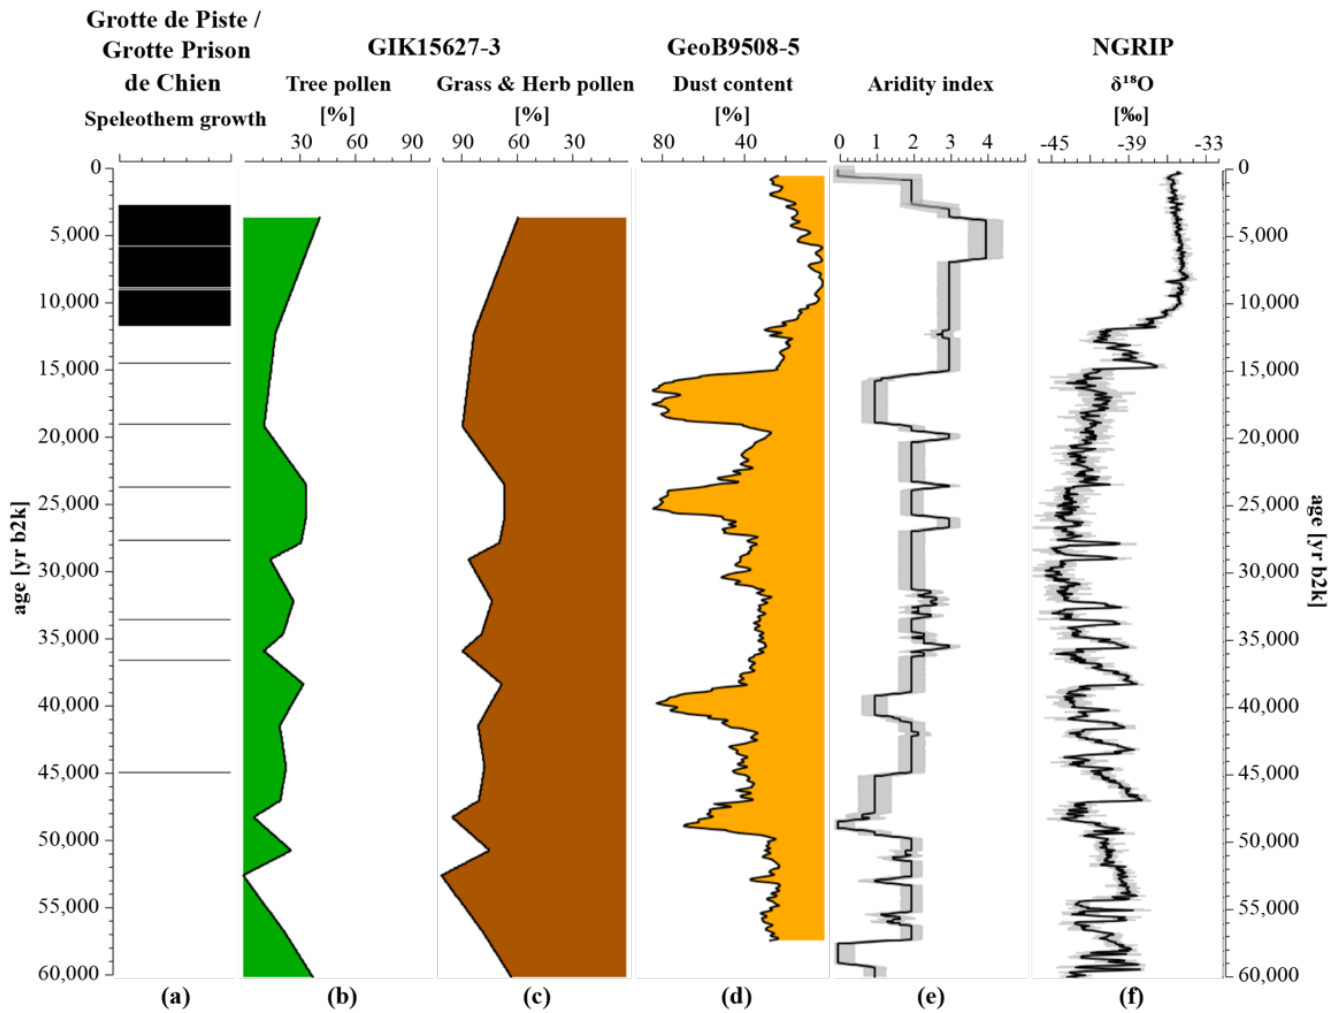 Grotte de Piste /
Grotte Prison
de Chien
Speleothem growth
GIK15627-3
Tree pollen
[%]
30 60 90
Grass & Herb pollen
[%]
90 60 30
GeoB9508-5
Dust content
[%]
80 40
Aridity index
0 1 2 3 4
NGRIP
δ¹⁸O
[‰]
-45 -39 -33
0
5,000
10,000
15,000
20,000
25,000
30,000
35,000
40,000
45,000
50,000
55,000
60,000
age [yr b2k]
0
5,000
10,000
15,000
20,000
25,000
30,000
35,000
40,000
45,000
50,000
55,000
60,000
age [yr b2k]
(a) (b) (c) (d) (e) (f)